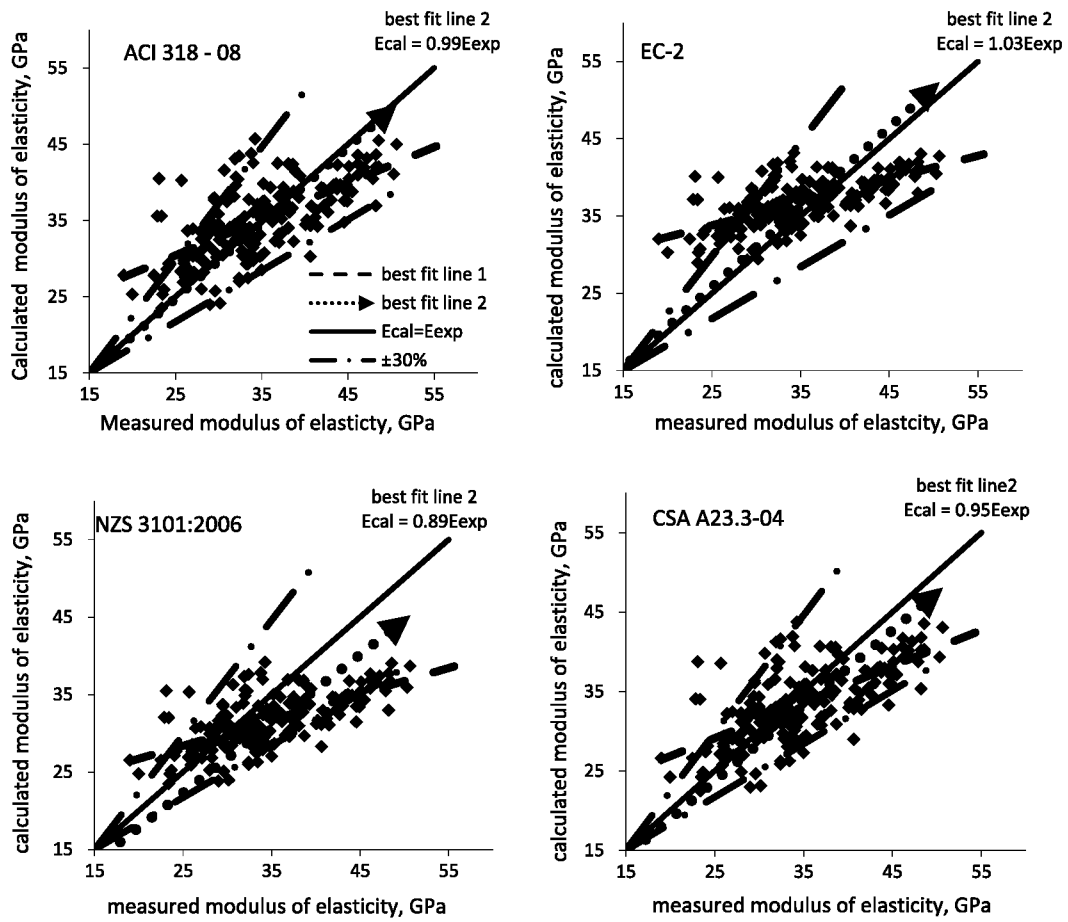 best fit line 2
Ecal = 0.99Eexp
ACI 318 - 08
Calculated modulus of elasticity, GPa
55
45
35
25
15
best fit line 1
best fit line 2
Ecal=Eexp
±30%
15 25 35 45 55
Measured modulus of elasticty, GPa
best fit line 2
Ecal = 1.03Eexp
EC-2
calculated modulus of elasticity, GPa
55
45
35
25
15
15 25 35 45 55
measured modulus of elastcity, GPa
best fit line 2
Ecal = 0.89Eexp
NZS 3101:2006
calculated modulus of elasticity, GPa
55
45
35
25
15
15 25 35 45 55
measured modulus of elasticity, GPa
best fit line2
Ecal = 0.95Eexp
CSA A23.3-04
calculated modulus of elasticity, GPa
55
45
35
25
15
15 25 35 45 55
measured modulus of elasticity, GPa